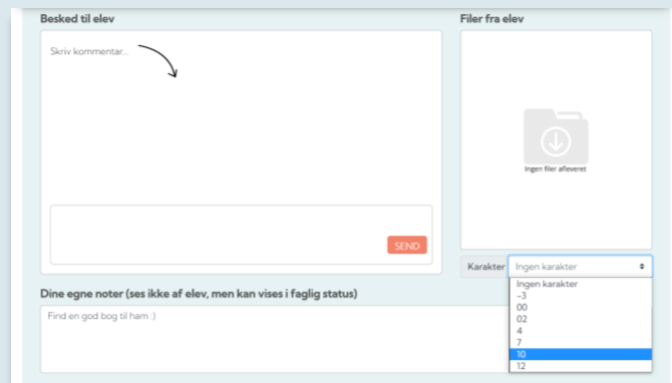 Besked til elev
Skriv kommentar...
SEND
Filer fra elev
Ingen filer afleveret
Karakter
Ingen karakter
Ingen karakter
-3
00
02
4
7
10
12
Dine egne noter (ses ikke af elev, men kan vises i faglig status)
Find en god bog til ham :)